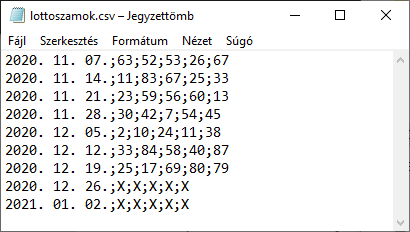 lottoszamok.csv – Jegyzettömb
Fájl Szerkesztés Formátum Nézet Súgó
2020. 11. 07.;63;52;53;26;67
2020. 11. 14.;11;83;67;25;33
2020. 11. 21.;23;59;56;60;13
2020. 11. 28.;30;42;7;54;45
2020. 12. 05.;2;10;24;11;38
2020. 12. 12.;33;84;58;40;87
2020. 12. 19.;25;17;69;80;79
2020. 12. 26.;X;X;X;X;X
2021. 01. 02.;X;X;X;X;X